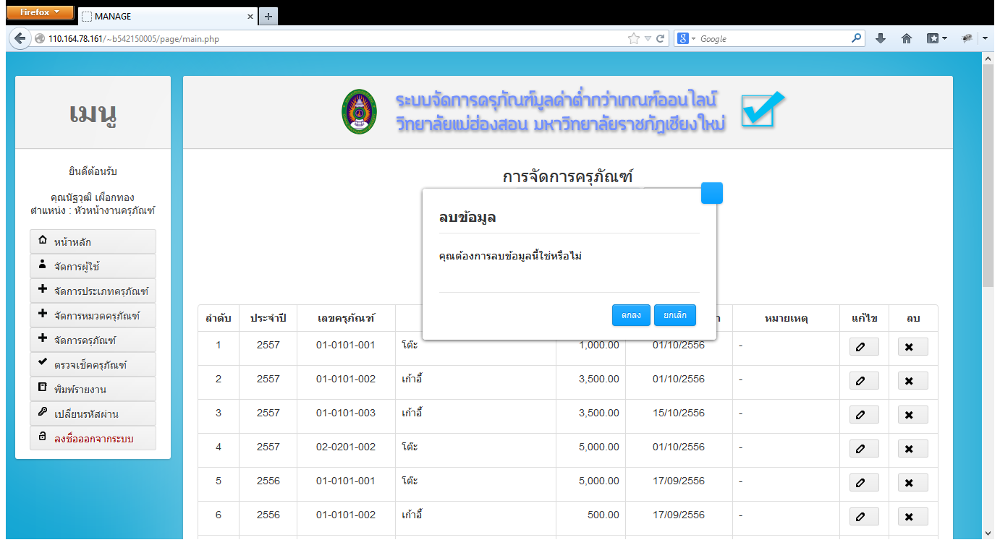 Firefox
MANAGE
110.164.78.161/~b542150005/page/main.php
Google
เมนู
ระบบจัดการครุภัณฑ์มูลค่าต่ำกว่าเกณฑ์ออนไลน์
วิทยาลัยแม่ฮ่องสอน มหาวิทยาลัยราชภัฏเชียงใหม่
ยินดีต้อนรับ
คุณนัฐวุฒิ เผือกทอง
ตำแหน่ง : หัวหน้างานครุภัณฑ์
หน้าหลัก
จัดการผู้ใช้
จัดการประเภทครุภัณฑ์
จัดการหมวดครุภัณฑ์
จัดการครุภัณฑ์
ตรวจเช็คครุภัณฑ์
พิมพ์รายงาน
เปลี่ยนรหัสผ่าน
ลงชื่อออกจากระบบ
การจัดการครุภัณฑ์
ลบข้อมูล
คุณต้องการลบข้อมูลนี้ใช่หรือไม่
ตกลง ยกเลิก
ลำดับ ประจำปี เลขครุภัณฑ์ หมายเหตุ แก้ไข ลบ
1 2557 01-0101-001 โต๊ะ 1,000.00 01/10/2556 -
2 2557 01-0101-002 เก้าอี้ 3,500.00 01/10/2556 -
3 2557 01-0101-003 เก้าอี้ 3,500.00 15/10/2556 -
4 2557 02-0201-002 โต๊ะ 5,000.00 01/10/2556 -
5 2556 01-0101-001 โต๊ะ 5,000.00 17/09/2556 -
6 2556 01-0101-002 เก้าอี้ 500.00 17/09/2556 -